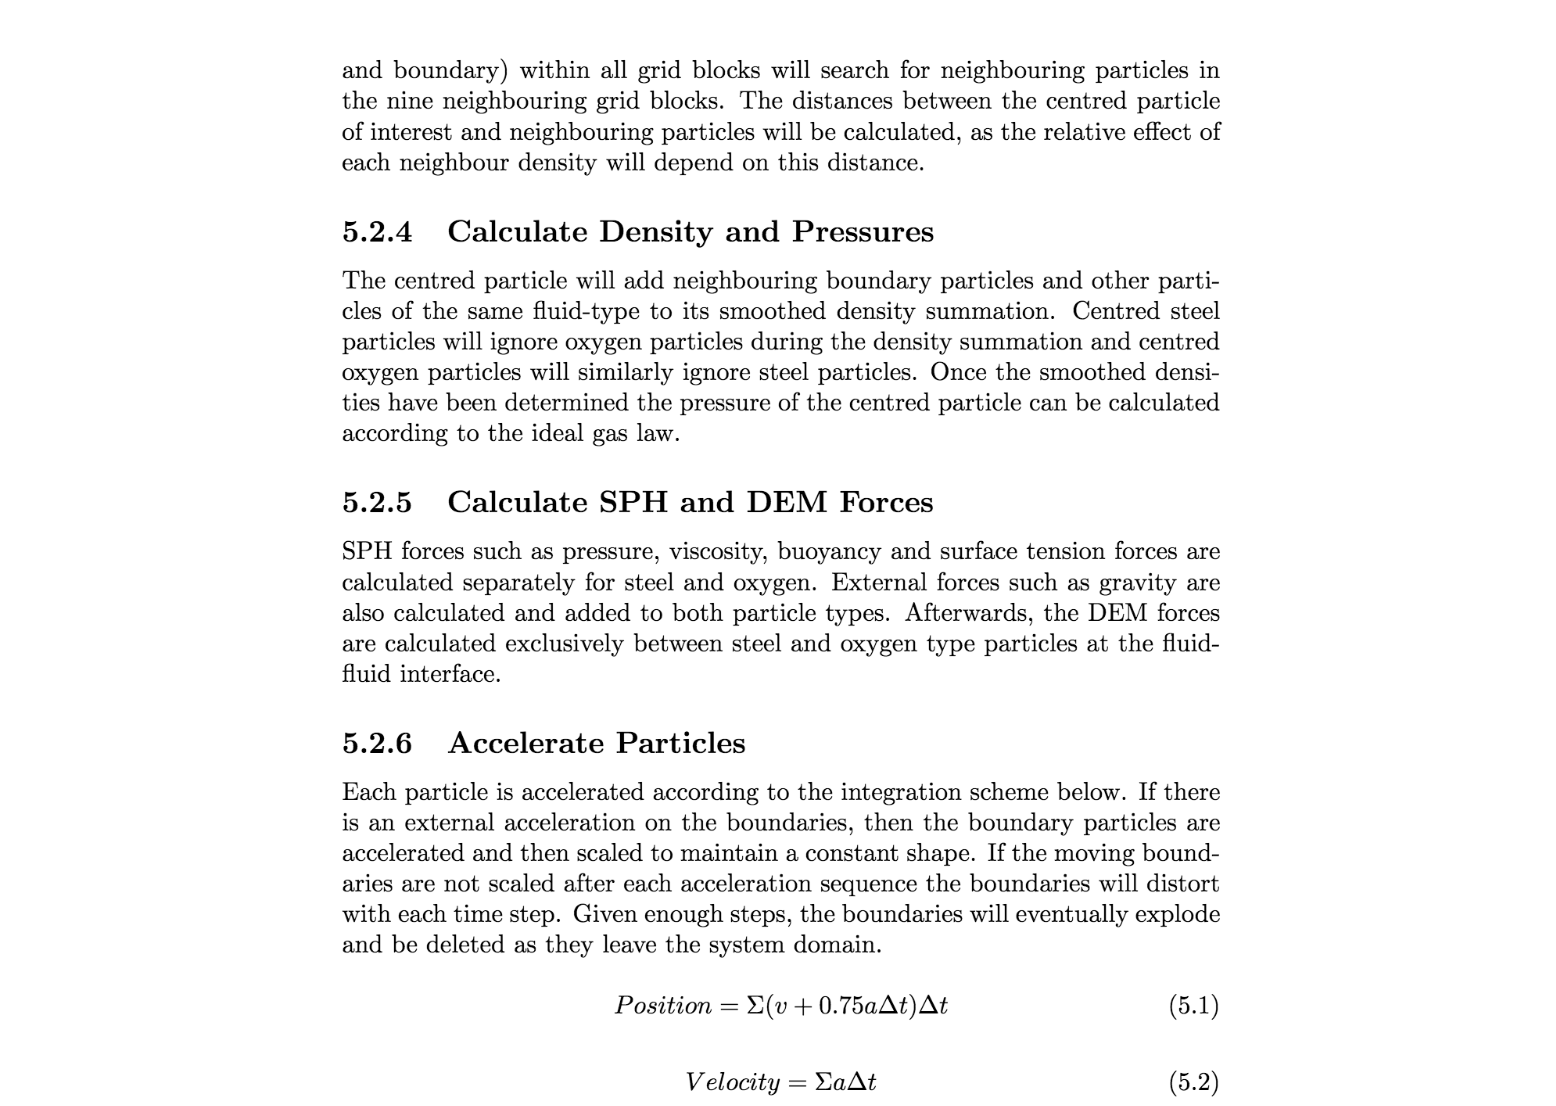 and boundary) within all grid blocks will search for neighbouring particles in
the nine neighbouring grid blocks. The distances between the centred particle
of interest and neighbouring particles will be calculated, as the relative effect of
each neighbour density will depend on this distance.
5.2.4 Calculate Density and Pressures
The centred particle will add neighbouring boundary particles and other parti-
cles of the same fluid-type to its smoothed density summation. Centred steel
particles will ignore oxygen particles during the density summation and centred
oxygen particles will similarly ignore steel particles. Once the smoothed densi-
ties have been determined the pressure of the centred particle can be calculated
according to the ideal gas law.
5.2.5 Calculate SPH and DEM Forces
SPH forces such as pressure, viscosity, buoyancy and surface tension forces are
calculated separately for steel and oxygen. External forces such as gravity are
also calculated and added to both particle types. Afterwards, the DEM forces
are calculated exclusively between steel and oxygen type particles at the fluid-
fluid interface.
5.2.6 Accelerate Particles
Each particle is accelerated according to the integration scheme below. If there
is an external acceleration on the boundaries, then the boundary particles are
accelerated and then scaled to maintain a constant shape. If the moving bound-
aries are not scaled after each acceleration sequence the boundaries will distort
with each time step. Given enough steps, the boundaries will eventually explode
and be deleted as they leave the system domain.
Position = Σ(v + 0.75aΔt)Δt (5.1)
Velocity = ΣaΔt (5.2)